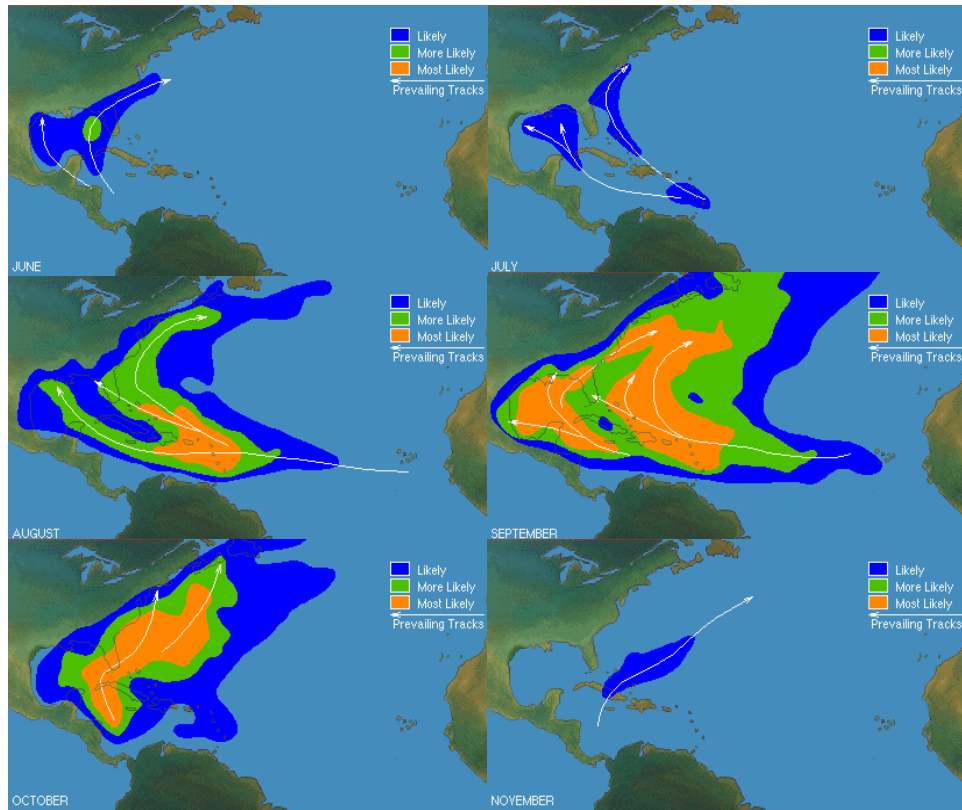 Likely
More Likely
Most Likely
Prevailing Tracks
JUNE
Likely
More Likely
Most Likely
Prevailing Tracks
JULY
Likely
More Likely
Most Likely
Prevailing Tracks
AUGUST
Likely
More Likely
Most Likely
Prevailing Tracks
SEPTEMBER
Likely
More Likely
Most Likely
Prevailing Tracks
OCTOBER
Likely
More Likely
Most Likely
Prevailing Tracks
NOVEMBER